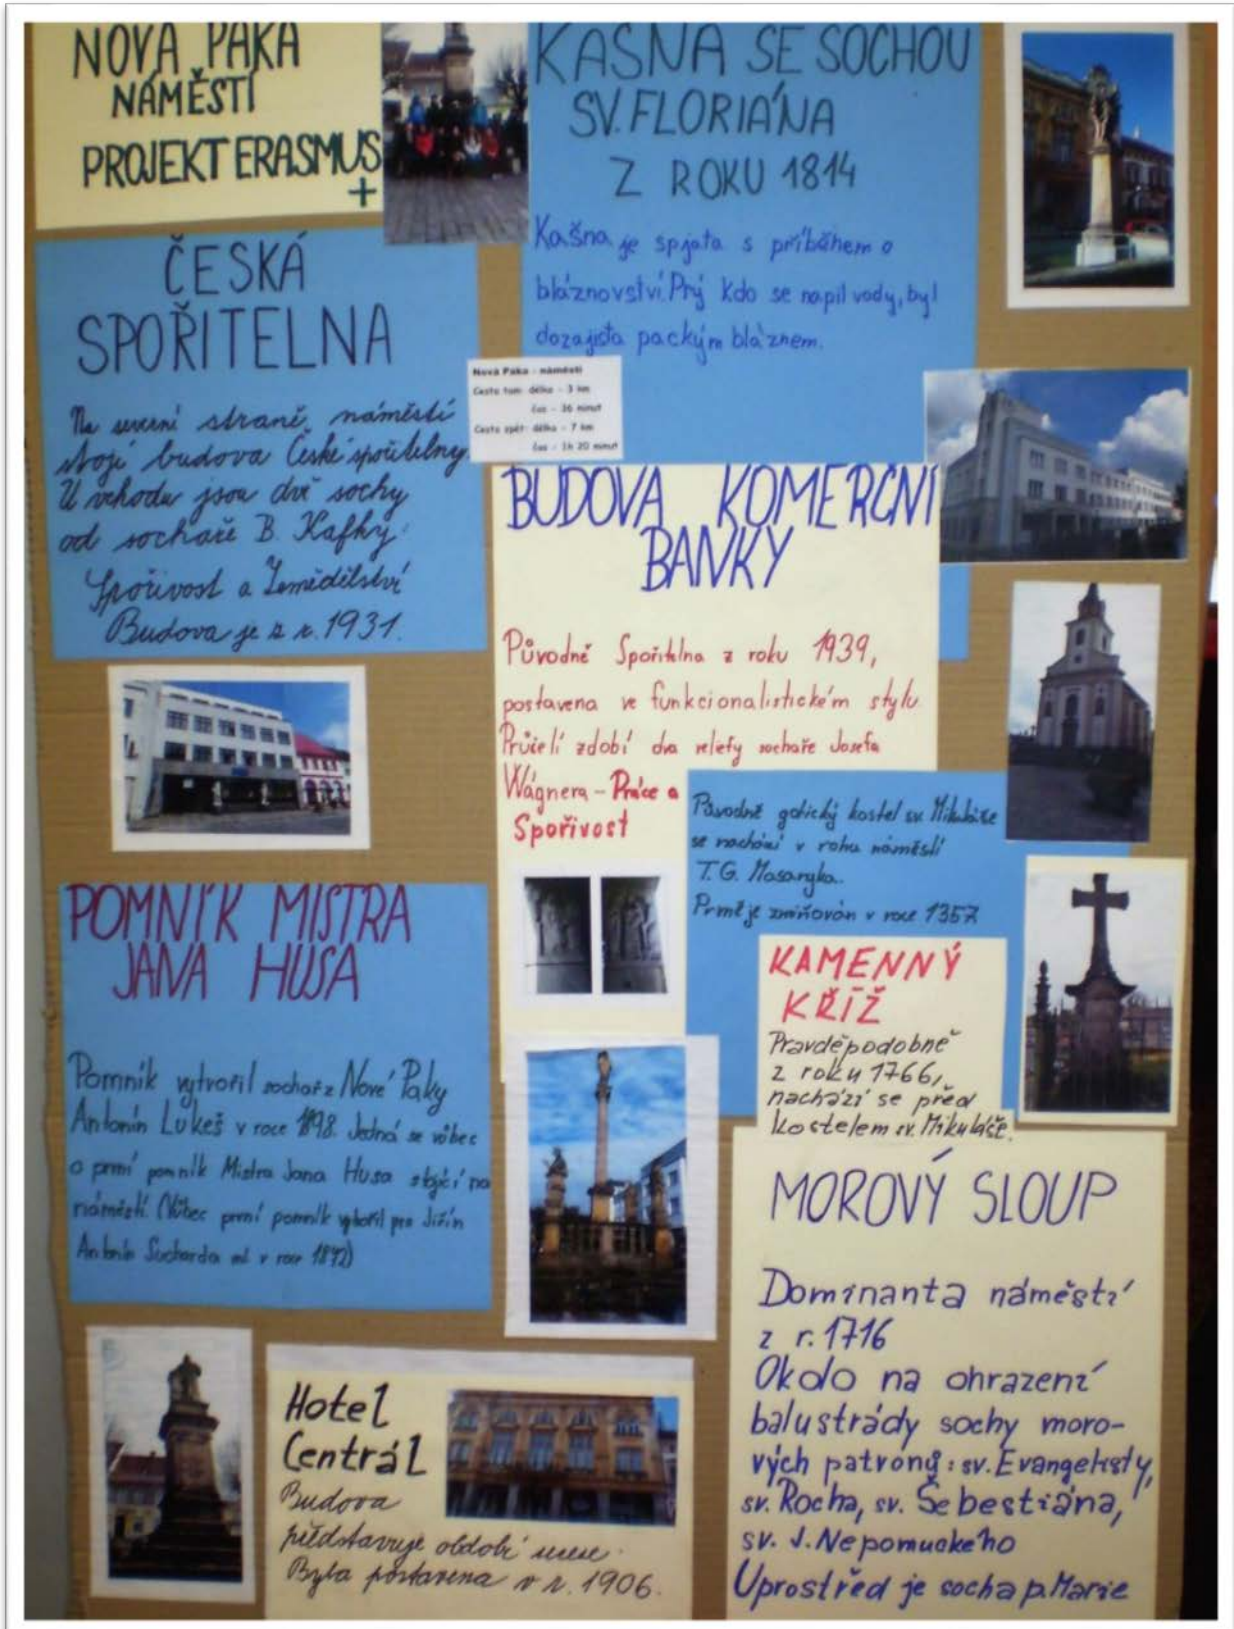 NOVÁ PAKA
NÁMĚSTÍ
PROJEKT ERASMUS
+
KAŠNA SE SOCHOU
SV. FLORIÁNA
Z ROKU 1814
Kašna je spjata s příběhem o
bláznovství. Prý kdo se napil vody, byl
dozajista packým bláznem.
ČESKÁ
SPOŘITELNA
Na severní straně náměstí
stojí budova České spořitelny.
U vchodu jsou dvě sochy
od sochaře B. Kafky:
Spořivost a Zemědělství
Budova je z r. 1931.
Nová Paka - náměstí
Cesta tam: délka - 3 km
čas - 36 minut
Cesta zpět: délka - 7 km
čas - 1h 20 minut
BUDOVA KOMERČNÍ
BANKY
Původně Spořitelna z roku 1939,
postavena ve funkcionalistickém stylu
Průčelí zdobí dva reliéfy sochaře Josefa
Wágnera - Práce a
Spořivost
Původně gotický kostel sv. Mikuláše
se nachází v rohu náměstí
T. G. Masaryka.
je zmiňován v roce 1357
KAMENNÝ
KŘÍŽ
Pravděpodobně
z roku 1766,
nachází se před
kostelem sv. Mikuláše.
POMNÍK MISTRA
JANA HUSA
Pomník vytvořil sochař z Nové Paky
Antonín Lukeš v roce 1898. Jedná se vůbec
o první pomník Mistra Jana Husa stojící na
náměstí. (Vůbec první pomník vytvořil pro Jičín
Antonín Sucharda ml. v roce 1872)
MOROVÝ SLOUP
Dominanta náměstí
z r. 1716
Okolo na ohrazení
balustrády sochy moro-
vých patronů: sv. Evangelisty,
sv. Rocha, sv. Šebestiána,
sv. J. Nepomuckého
Uprostřed je socha p. Marie
Hotel
Centrál
Budova
představuje období secese.
Byla postavena v r. 1906.